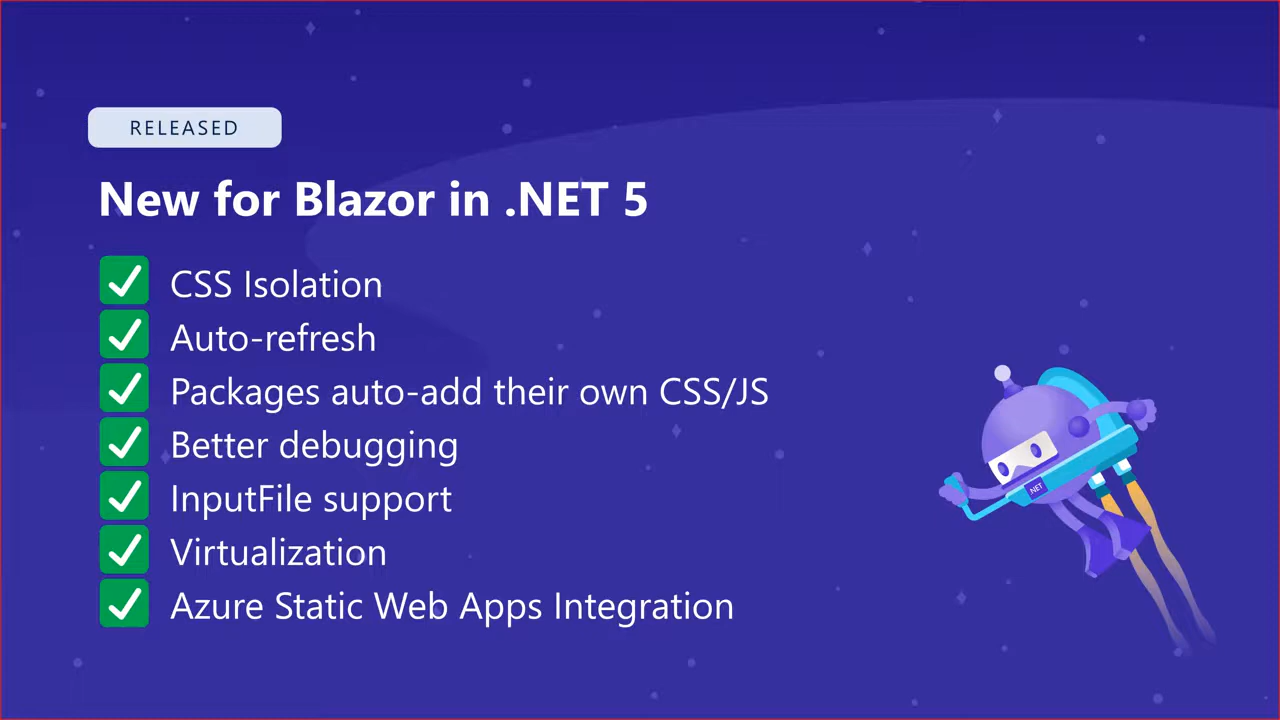 RELEASED
New for Blazor in .NET 5
CSS Isolation
Auto-refresh
Packages auto-add their own CSS/JS
Better debugging
InputFile support
Virtualization
Azure Static Web Apps Integration
.NET